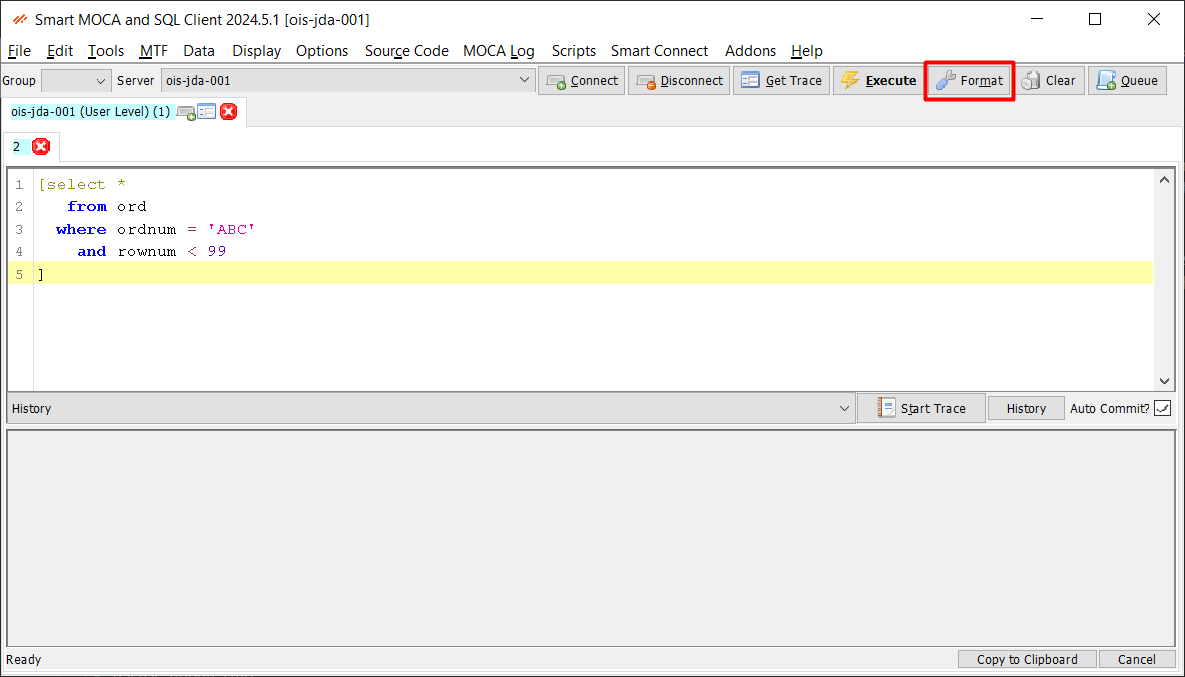 Smart MOCA and SQL Client 2024.5.1 [ois-jda-001]
File Edit Tools MTF Data Display Options Source Code MOCA Log Scripts Smart Connect Addons Help
Group Server ois-jda-001 Connect Disconnect Get Trace Execute Format Clear Queue
ois-jda-001 (User Level) (1)
2
1 [select *
2 from ord
3 where ordnum = 'ABC'
4 and rownum < 99
5 ]
History Start Trace History Auto Commit?
Ready Copy to Clipboard Cancel